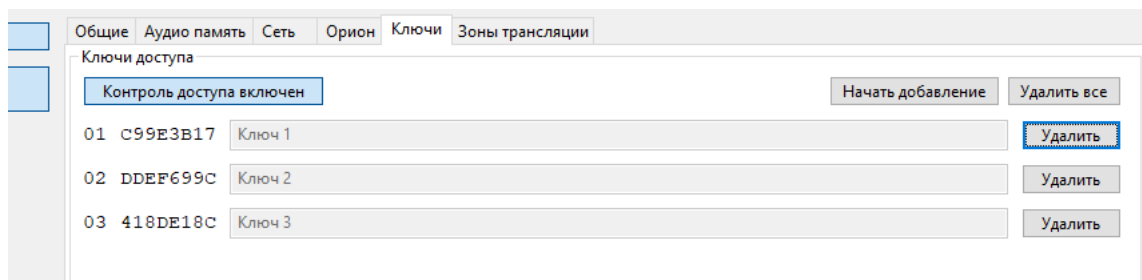 Общие Аудио память Сеть Орион Ключи Зоны трансляции
Ключи доступа
Контроль доступа включен Начать добавление Удалить все
01 C99E3B17 Ключ 1 Удалить
02 DDEF699C Ключ 2 Удалить
03 418DE18C Ключ 3 Удалить